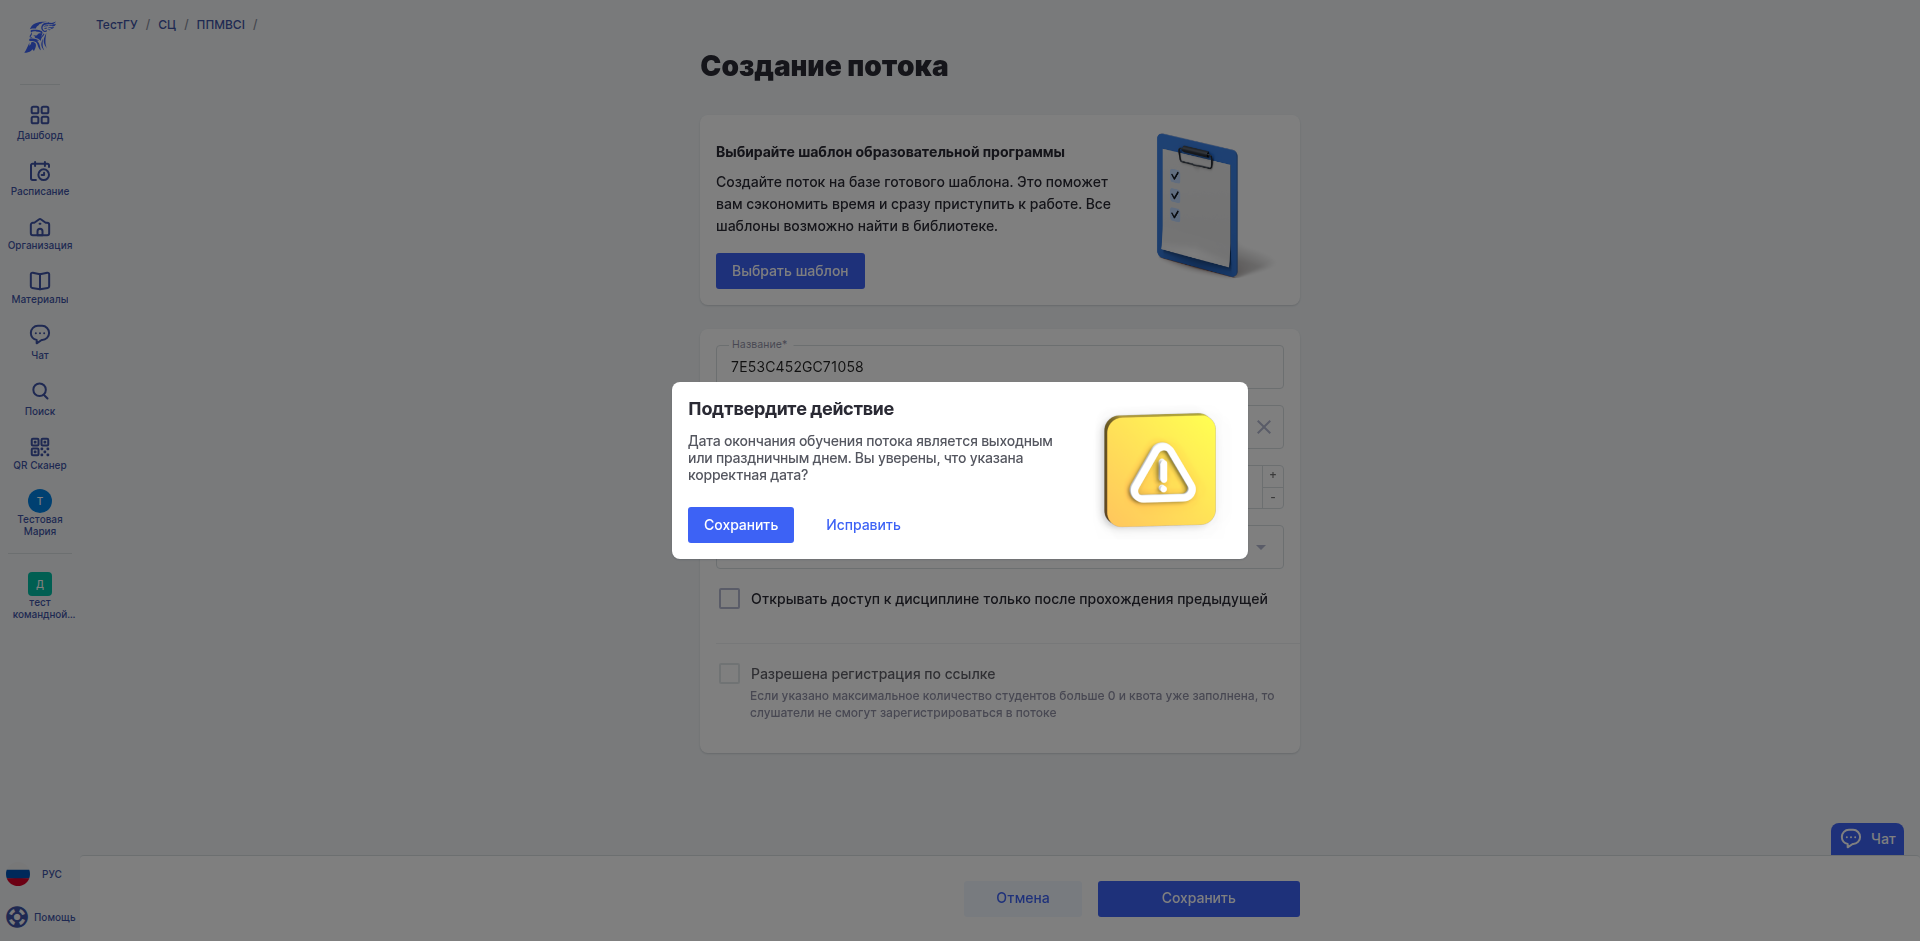 ТестГУ / СЦ / ППМВСІ /
Создание потока
Дашборд
Расписание
Организация
Материалы
Чат
Поиск
QR Сканер
Т
Тестовая
Мария
Д
тест
командной...
РУС
Помощь
Выбирайте шаблон образовательной программы
Создайте поток на базе готового шаблона. Это поможет
вам сэкономить время и сразу приступить к работе. Все
шаблоны возможно найти в библиотеке.
Выбрать шаблон
Название*
7E53C452GC71058
+
-
Подтвердите действие
Дата окончания обучения потока является выходным
или праздничным днем. Вы уверены, что указана
корректная дата?
Сохранить Исправить
Открывать доступ к дисциплине только после прохождения предыдущей
Разрешена регистрация по ссылке
Если указано максимальное количество студентов больше 0 и квота уже заполнена, то
слушатели не смогут зарегистрироваться в потоке
Чат
Отмена Сохранить